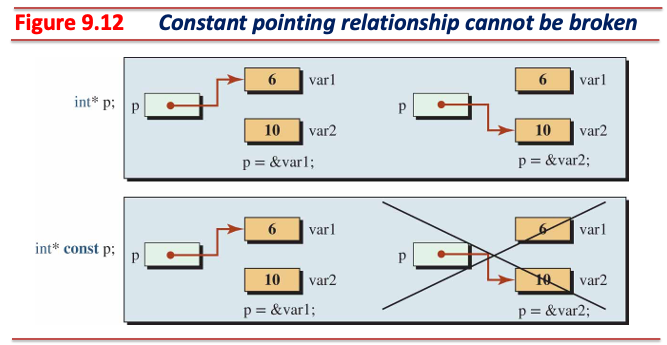 Figure 9.12 Constant pointing relationship cannot be broken
int* p; p 6 var1 p 6 var1
10 var2 10 var2
p = &var1; p = &var2;
int* const p; p 6 var1 p 6 var1
10 var2 10 var2
p = &var1; p = &var2;